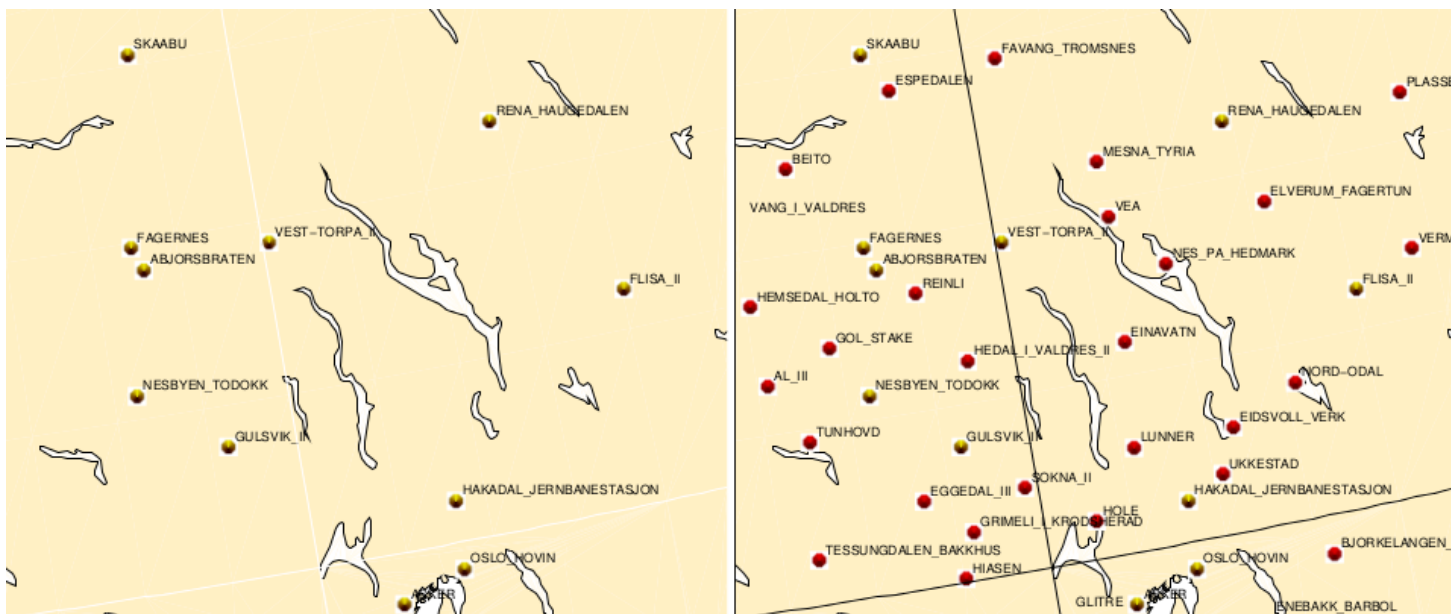 SKAABU
RENA_HAUGEDALEN
FAGERNES
VEST-TORPA_II
ABJORSBRATEN
FLISA_II
NESBYEN_TODOKK
GULSVIK_II
HAKADAL_JERNBANESTASJON
OSLO_HOVIN
SKAABU
FAVANG_TROMSNES
ESPEDALEN
RENA_HAUGEDALEN
MESNA_TYRIA
BEITO
ELVERUM_FAGERTUN
VANG_I_VALDRES
VEA
FAGERNES
VEST-TORPA_II
ABJORSBRATEN
NES_PA_HEDMARK
REINLI
FLISA_II
HEMSEDAL_HOLTO
GOL_STAKE
EINAVATN
HEDAL_I_VALDRES_II
AL_III
NESBYEN_TODOKK
NORD-ODAL
EIDSVOLL_VERK
TUNHOVD
GULSVIK_II
LUNNER
UKKESTAD
SOKNA_II
EGGEDAL_III
HAKADAL_JERNBANESTASJON
HOLE
GRIMELI_I_KRODSHERAD
TESSUNGDALEN_BAKKHUS
BJORKELANGEN_
HIASEN
OSLO_HOVIN
GLITRE
ENEBAKK_BARBOL